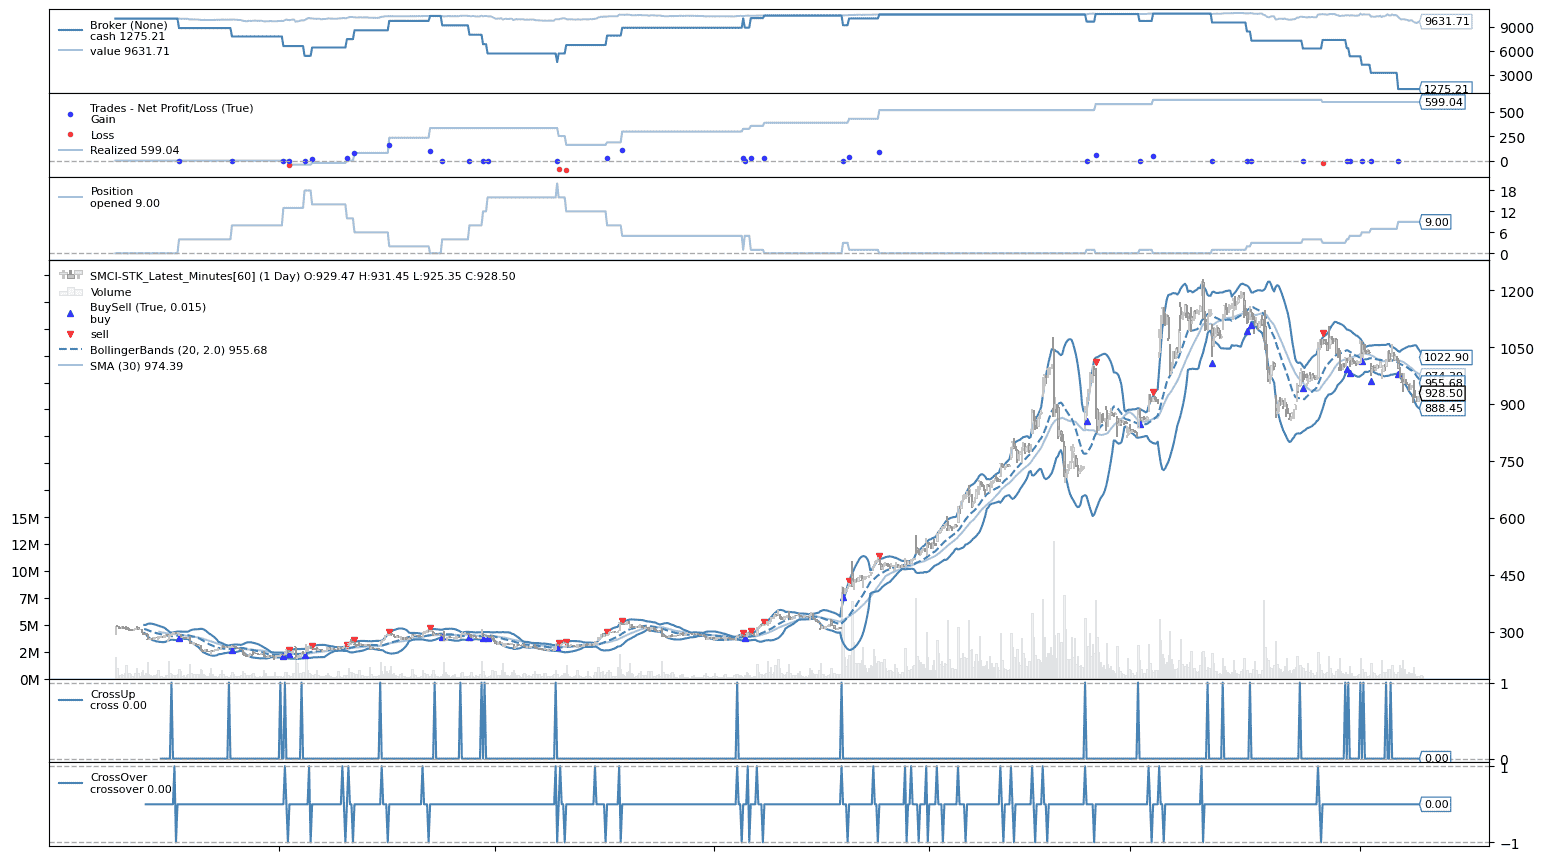 Broker (None)
cash 1275.21
value 9631.71
9631.71
9000
6000
3000
1275.21
Trades - Net Profit/Loss (True)
Gain
Loss
Realized 599.04
599.04
500
250
0
Position
opened 9.00
18
12
9.00
6
0
SMCI-STK_Latest_Minutes[60] (1 Day) O:929.47 H:931.45 L:925.35 C:928.50
Volume
BuySell (True, 0.015)
buy
sell
BollingerBands (20, 2.0) 955.68
SMA (30) 974.39
1200
1050
1022.90
974.39
955.68
928.50
900
888.45
750
600
450
300
15M
12M
10M
7M
5M
2M
0M
CrossUp
cross 0.00
1
0.00
0
CrossOver
crossover 0.00
1
0.00
−1